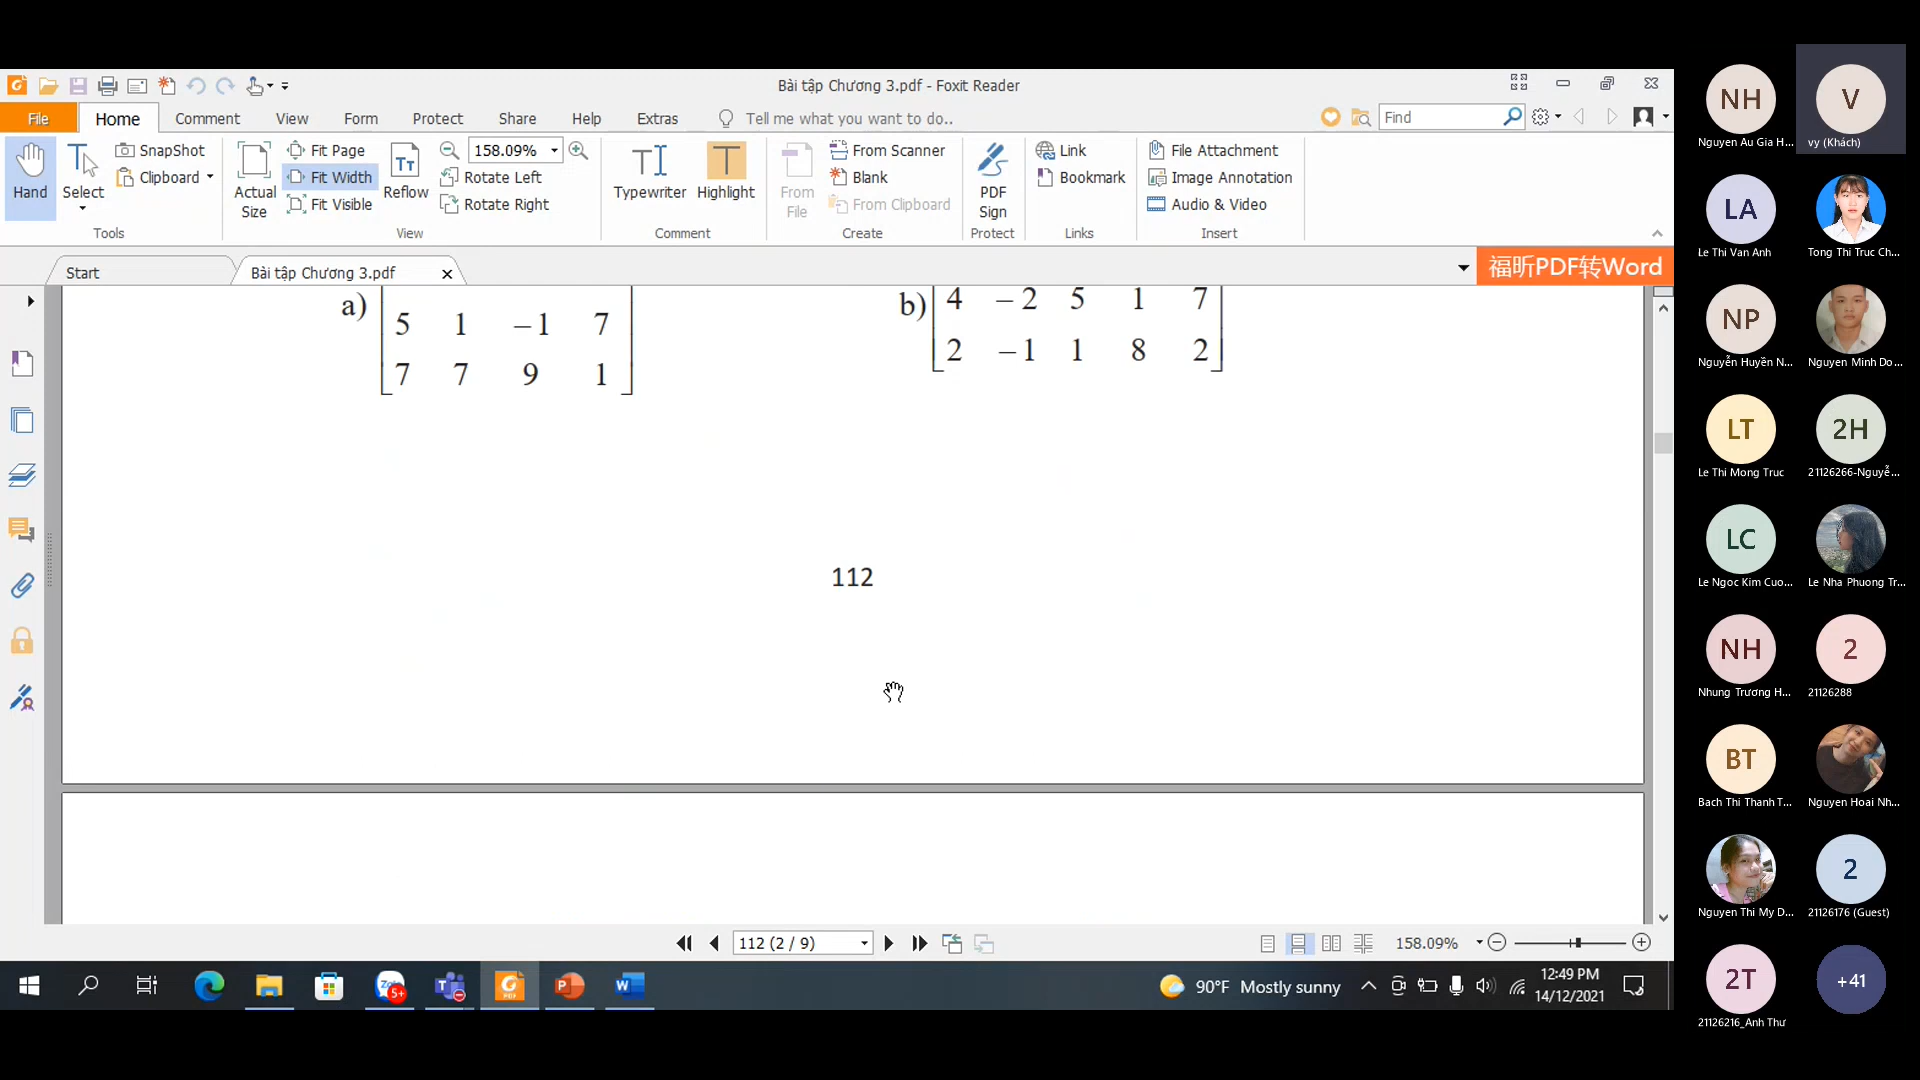 Bài tập Chương 3.pdf - Foxit Reader
File Home Comment View Form Protect Share Help Extras Tell me what you want to do.. Find
Hand
Select
SnapShot
Clipboard
Tools
Actual Size
Fit Page
Fit Width
Fit Visible
Reflow
158.09%
Rotate Left
Rotate Right
View
Typewriter
Highlight
Comment
From File
From Scanner
Blank
From Clipboard
Create
PDF Sign
Protect
Link
Bookmark
Links
File Attachment
Image Annotation
Audio & Video
Insert
Start
Bài tập Chương 3.pdf
福昕PDF转Word
a)
5 1 –1 7
7 7 9 1
b)
4 –2 5 1 7
2 –1 1 8 2
112
112 (2 / 9)
158.09%
5+
90°F Mostly sunny
12:49 PM
14/12/2021
NH
Nguyen Au Gia H...
V
vy (Khách)
LA
Le Thi Van Anh
Tong Thi Truc Ch...
NP
Nguyễn Huyền N...
Nguyen Minh Do...
LT
Le Thi Mong Truc
2H
21126266-Nguyễ...
LC
Le Ngoc Kim Cuo...
Le Nha Phuong Tr...
NH
Nhung Trương H...
2
21126288
BT
Bach Thi Thanh T...
Nguyen Hoai Nh...
Nguyen Thi My D...
2
21126176 (Guest)
2T
21126216_Anh Thư
+41